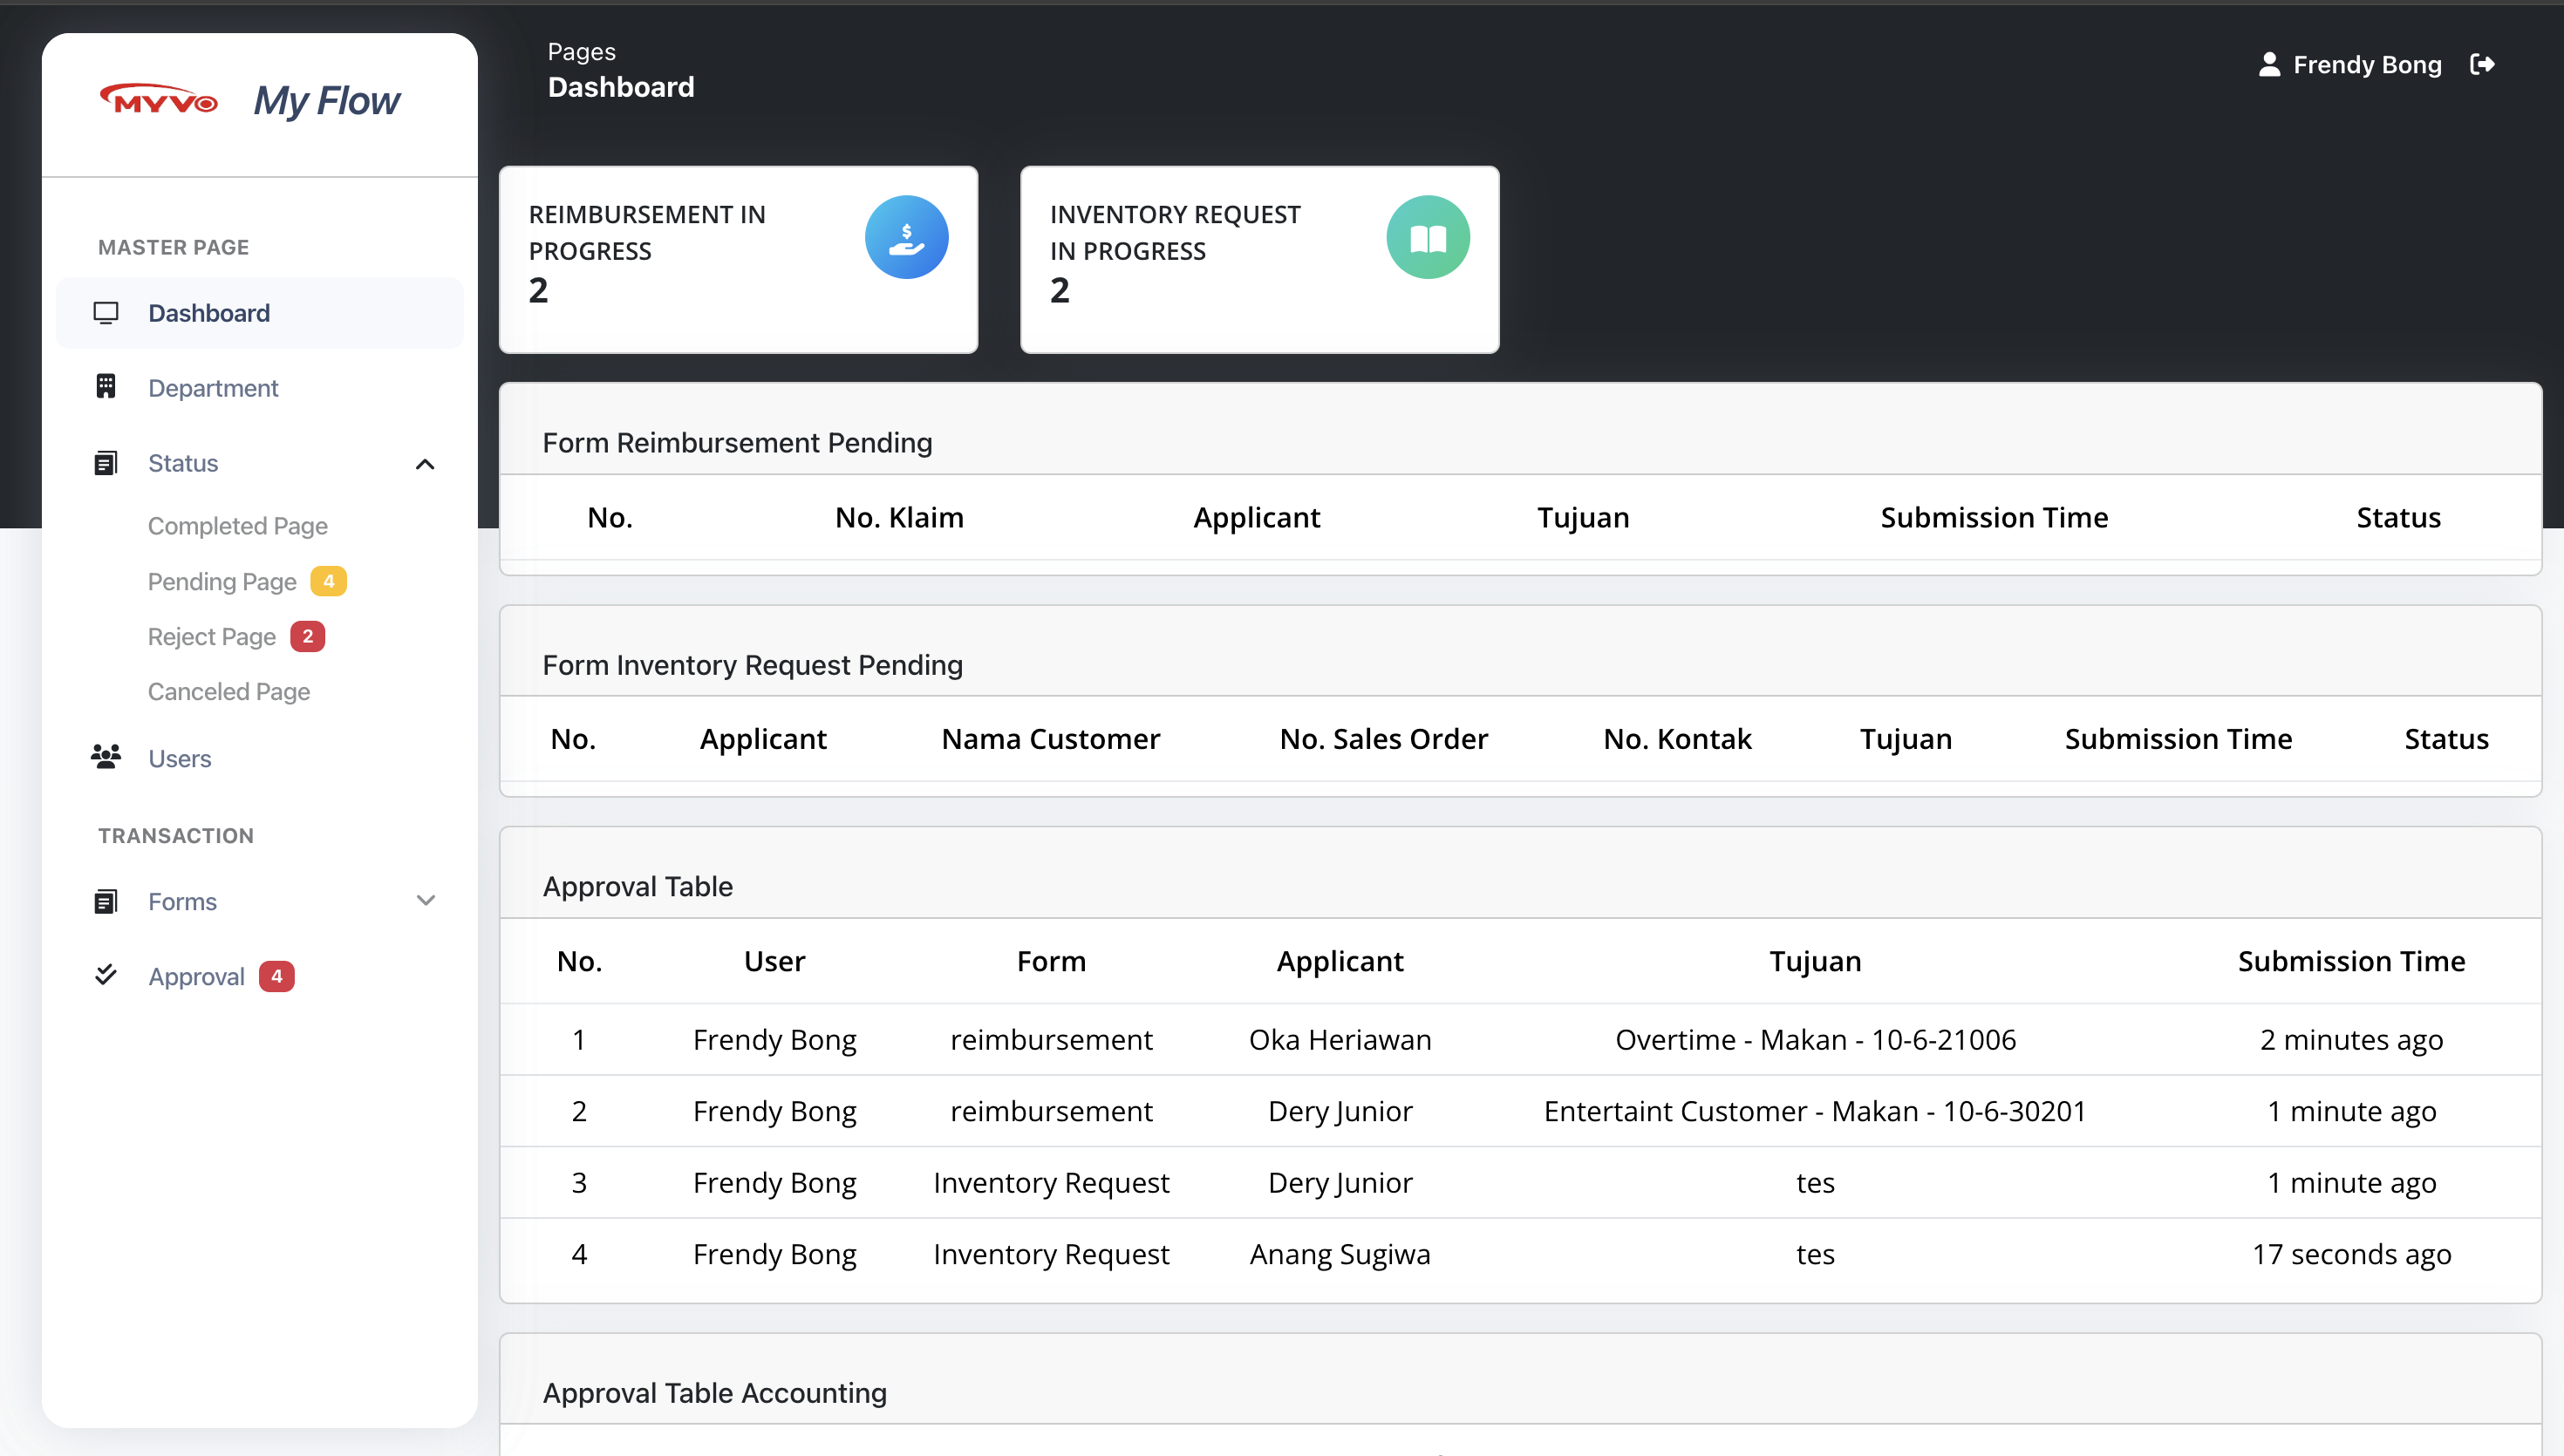 MYVO My Flow
MASTER PAGE
Dashboard
Department
Status
Completed Page
Pending Page 4
Reject Page 2
Canceled Page
Users
TRANSACTION
Forms
Approval 4
Pages
Dashboard
Frendy Bong
REIMBURSEMENT IN
PROGRESS
2
INVENTORY REQUEST
IN PROGRESS
2
Form Reimbursement Pending
No. No. Klaim Applicant Tujuan Submission Time Status
Form Inventory Request Pending
No. Applicant Nama Customer No. Sales Order No. Kontak Tujuan Submission Time Status
Approval Table
No. User Form Applicant Tujuan Submission Time
1 Frendy Bong reimbursement Oka Heriawan Overtime - Makan - 10-6-21006 2 minutes ago
2 Frendy Bong reimbursement Dery Junior Entertaint Customer - Makan - 10-6-30201 1 minute ago
3 Frendy Bong Inventory Request Dery Junior tes 1 minute ago
4 Frendy Bong Inventory Request Anang Sugiwa tes 17 seconds ago
Approval Table Accounting